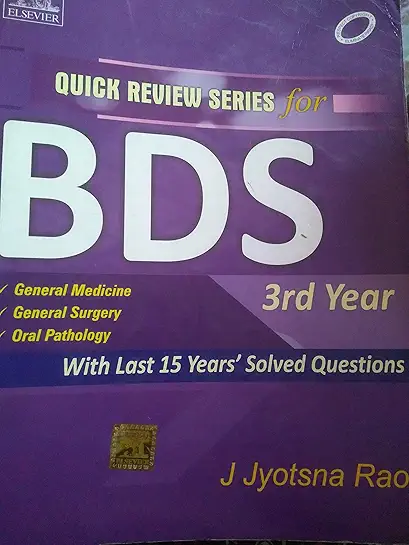 ELSEVIER
QUICK REVIEW SERIES for
BDS
3rd Year
✓ General Medicine
✓ General Surgery
✓ Oral Pathology
With Last 15 Years' Solved Questions
ELSEVIER
J Jyotsna Rao